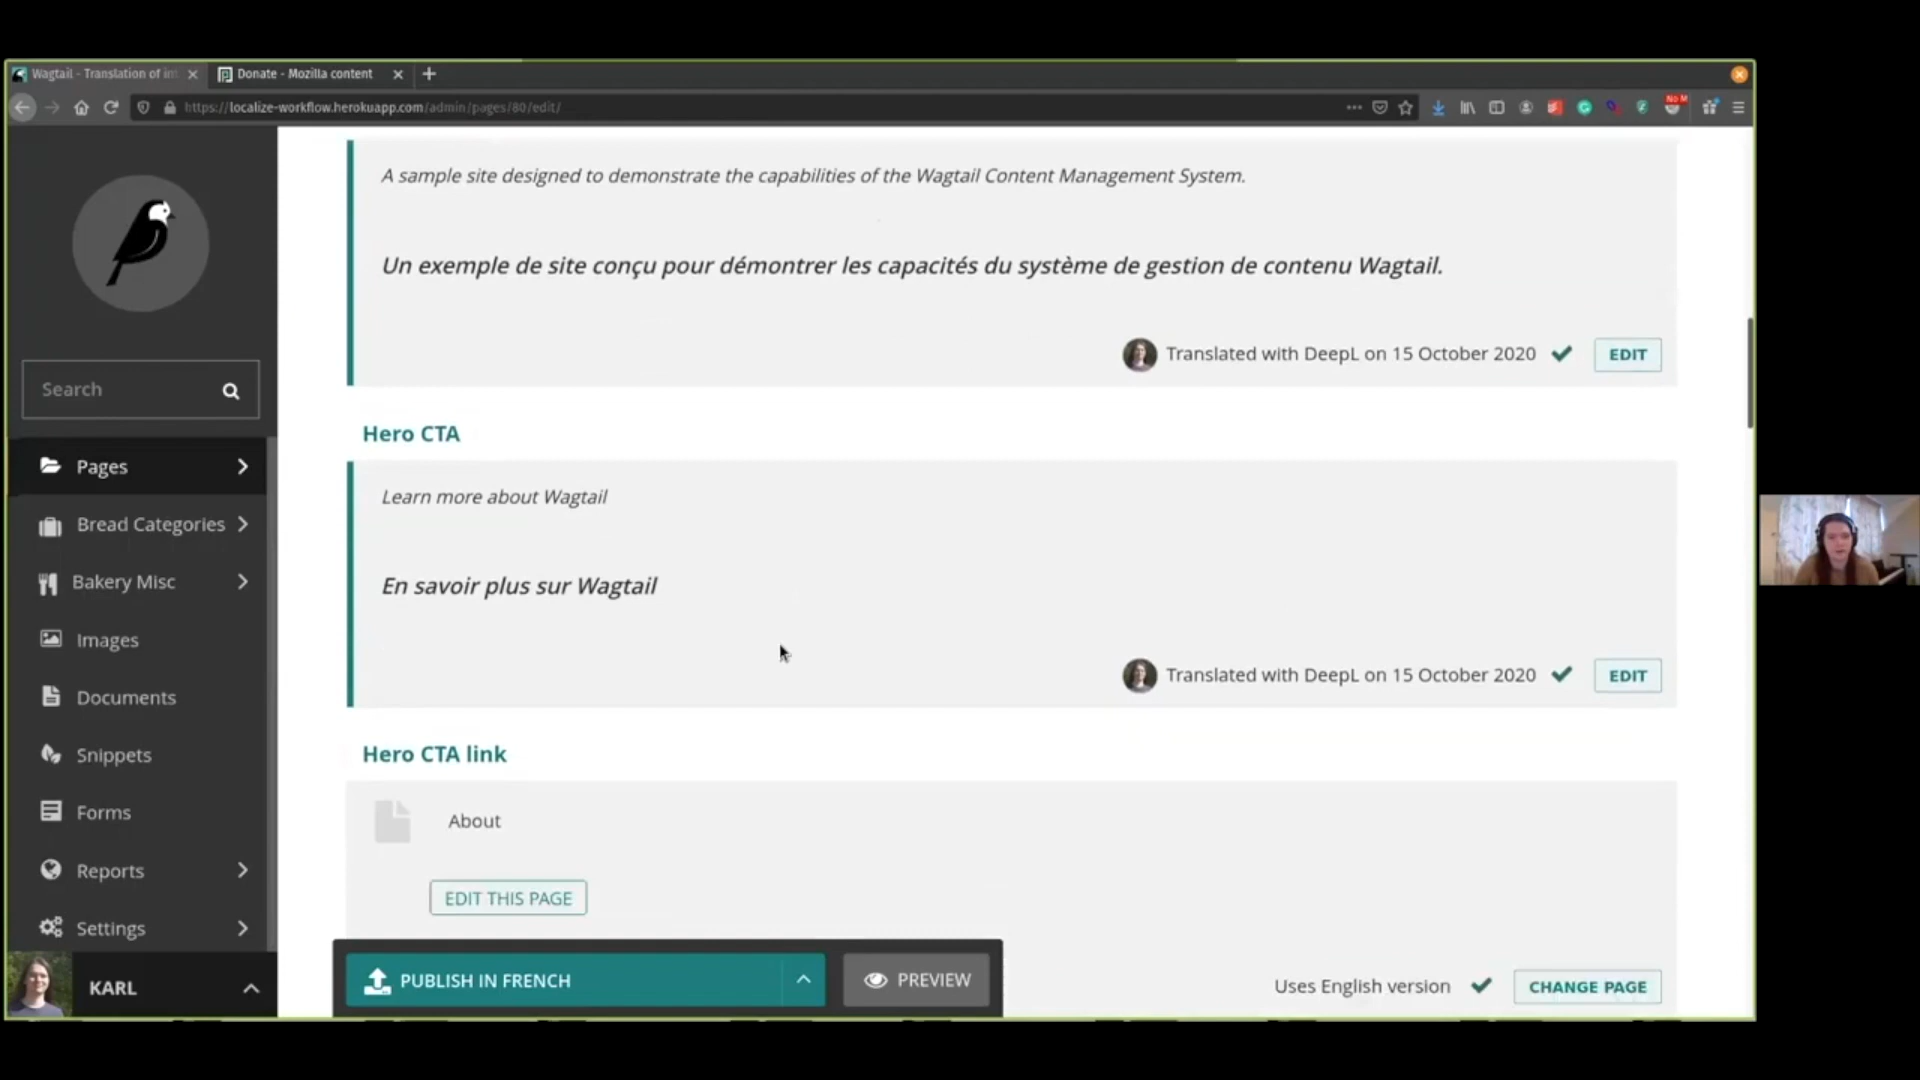 Wagtail - Translation of in
Donate - Mozilla content
https://localize-workflow.herokuapp.com/admin/pages/80/edit/
No M
Search
Pages
Bread Categories
Bakery Misc
Images
Documents
Snippets
Forms
Reports
Settings
KARL
A sample site designed to demonstrate the capabilities of the Wagtail Content Management System.
Un exemple de site conçu pour démontrer les capacités du système de gestion de contenu Wagtail.
Translated with DeepL on 15 October 2020
EDIT
Hero CTA
Learn more about Wagtail
En savoir plus sur Wagtail
Translated with DeepL on 15 October 2020
EDIT
Hero CTA link
About
EDIT THIS PAGE
Uses English version
CHANGE PAGE
PUBLISH IN FRENCH
PREVIEW